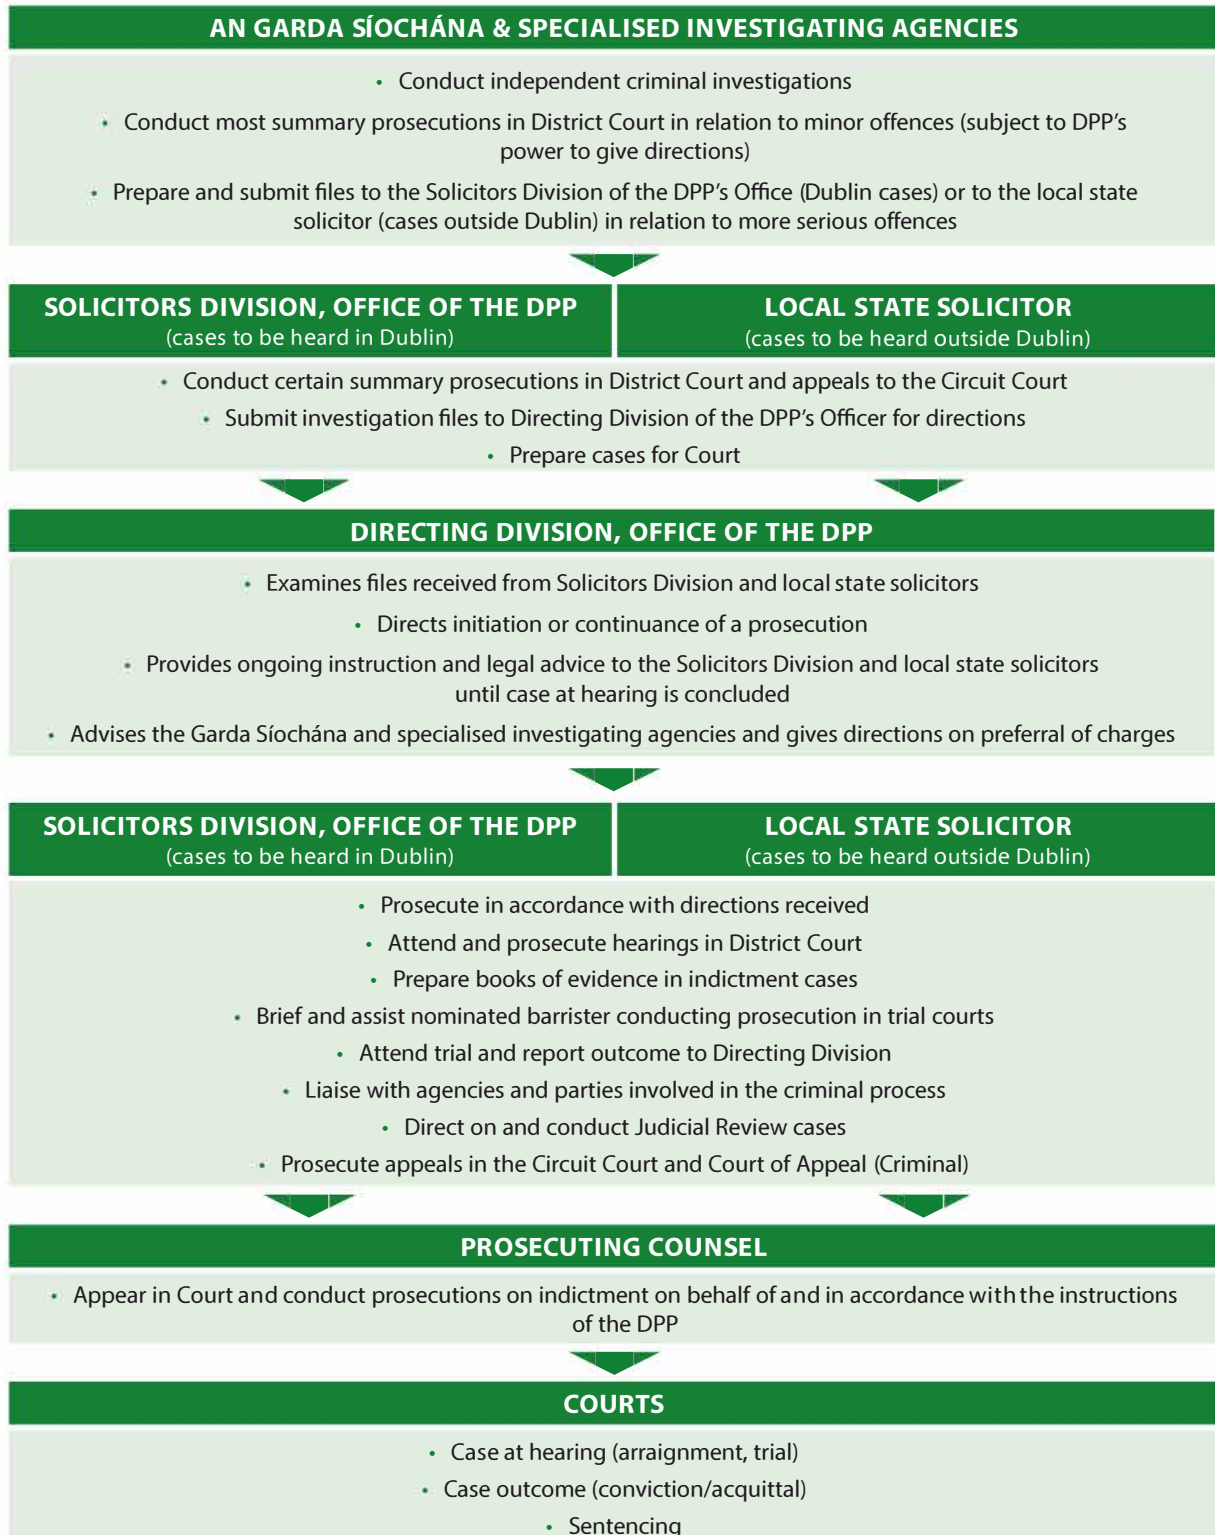 AN GARDA SÍOCHÁNA & SPECIALISED INVESTIGATING AGENCIES
• Conduct independent criminal investigations
• Conduct most summary prosecutions in District Court in relation to minor offences (subject to DPP’s
power to give directions)
• Prepare and submit files to the Solicitors Division of the DPP’s Office (Dublin cases) or to the local state
solicitor (cases outside Dublin) in relation to more serious offences
SOLICITORS DIVISION, OFFICE OF THE DPP
(cases to be heard in Dublin)
LOCAL STATE SOLICITOR
(cases to be heard outside Dublin)
• Conduct certain summary prosecutions in District Court and appeals to the Circuit Court
• Submit investigation files to Directing Division of the DPP’s Officer for directions
• Prepare cases for Court
DIRECTING DIVISION, OFFICE OF THE DPP
• Examines files received from Solicitors Division and local state solicitors
• Directs initiation or continuance of a prosecution
• Provides ongoing instruction and legal advice to the Solicitors Division and local state solicitors
until case at hearing is concluded
• Advises the Garda Síochána and specialised investigating agencies and gives directions on preferral of charges
SOLICITORS DIVISION, OFFICE OF THE DPP
(cases to be heard in Dublin)
LOCAL STATE SOLICITOR
(cases to be heard outside Dublin)
• Prosecute in accordance with directions received
• Attend and prosecute hearings in District Court
• Prepare books of evidence in indictment cases
• Brief and assist nominated barrister conducting prosecution in trial courts
• Attend trial and report outcome to Directing Division
• Liaise with agencies and parties involved in the criminal process
• Direct on and conduct Judicial Review cases
• Prosecute appeals in the Circuit Court and Court of Appeal (Criminal)
PROSECUTING COUNSEL
• Appear in Court and conduct prosecutions on indictment on behalf of and in accordance with the instructions
of the DPP
COURTS
• Case at hearing (arraignment, trial)
• Case outcome (conviction/acquittal)
• Sentencing